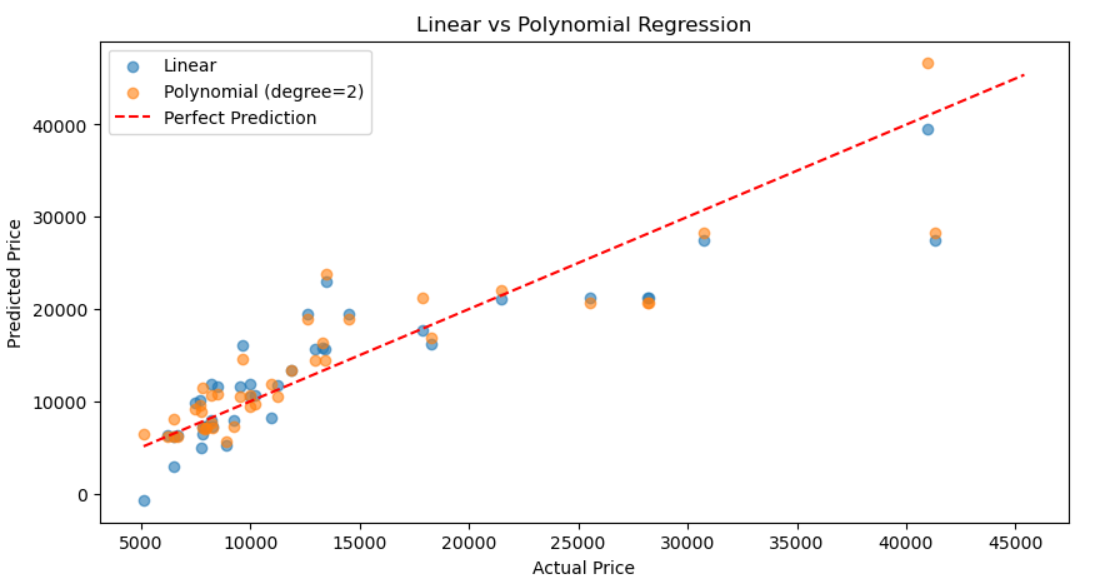 Linear vs Polynomial Regression
Linear
Polynomial (degree=2)
Perfect Prediction
Predicted Price
40000
30000
20000
10000
0
5000 10000 15000 20000 25000 30000 35000 40000 45000
Actual Price